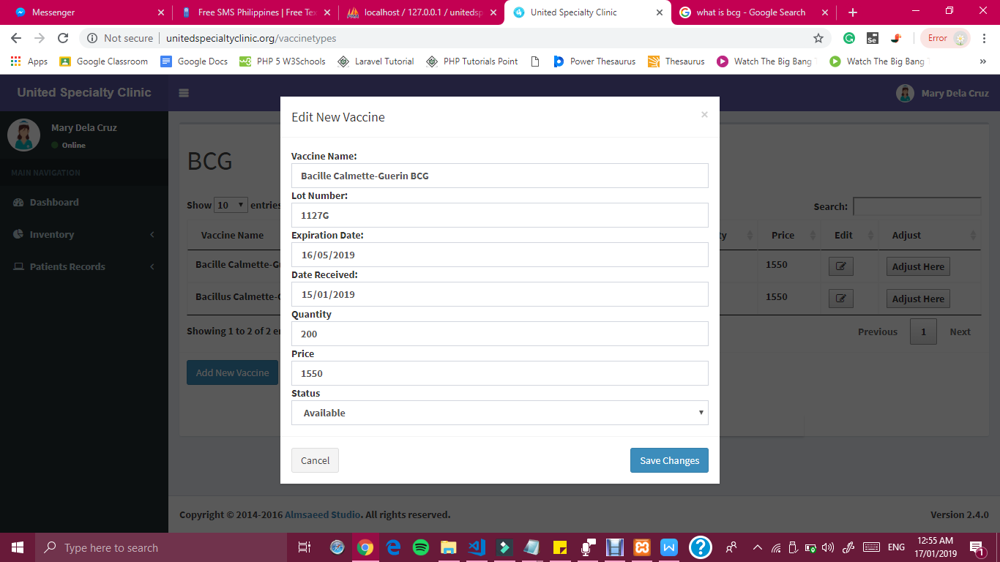 Messenger
Free SMS Philippines | Free Tex
localhost / 127.0.0.1 / unitedsp
United Specialty Clinic
what is bcg - Google Search
Not secure
unitedspecialtyclinic.org/vaccinetypes
Se
Error
Apps
Google Classroom
Google Docs
PHP 5 W3Schools
Laravel Tutorial
PHP Tutorials Point
Power Thesaurus
Thesaurus
Watch The Big Bang
Watch The Big Bang
»
United Specialty Clinic
Mary Dela Cruz
Mary Dela Cruz
Online
MAIN NAVIGATION
Dashboard
Inventory
Patients Records
BCG
Show 10 entries
Search:
Vaccine Name
ty
Price
Edit
Adjust
Bacille Calmette-Gu
1550
Adjust Here
Bacillus Calmette-G
1550
Adjust Here
Showing 1 to 2 of 2 en
Previous
1
Next
Add New Vaccine
Edit New Vaccine
×
Vaccine Name:
Bacille Calmette-Guerin BCG
Lot Number:
1127G
Expiration Date:
16/05/2019
Date Received:
15/01/2019
Quantity
200
Price
1550
Status
Available
Cancel
Save Changes
Copyright © 2014-2016 Almsaeed Studio. All rights reserved.
Version 2.4.0
Type here to search
ENG
12:55 AM
17/01/2019
1